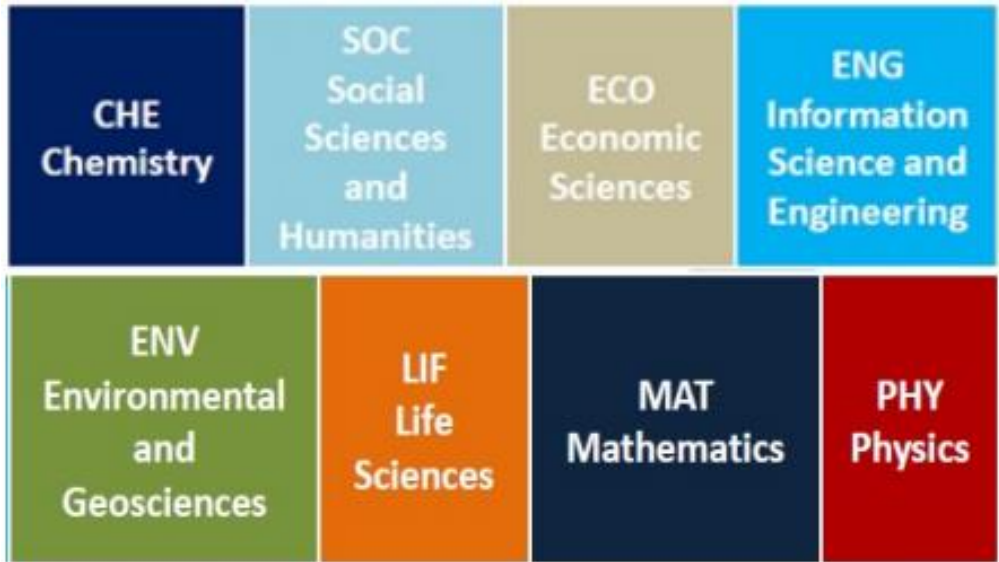 CHE
Chemistry
SOC
Social
Sciences
and
Humanities
ECO
Economic
Sciences
ENG
Information
Science and
Engineering
ENV
Environmental
and
Geosciences
LIF
Life
Sciences
MAT
Mathematics
PHY
Physics